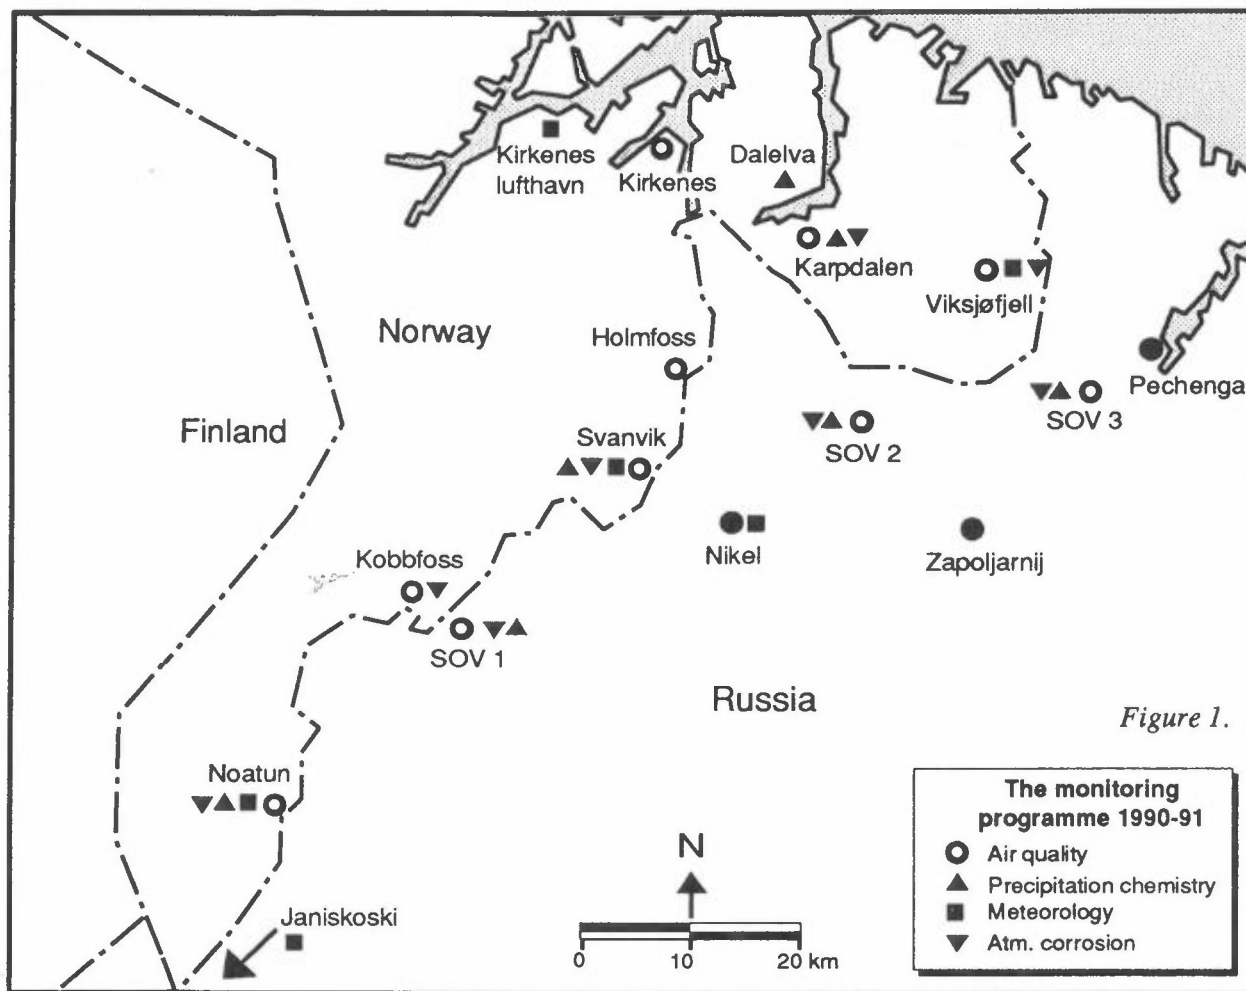 Kirkenes
lufthavn
Kirkenes
Dalelva
Karpdalen
Viksjøfjell
Norway
Holmfoss
Pechenga
Finland
Svanvik
SOV 2
SOV 3
Kobbfoss
Nikel
Zapoljarnij
SOV 1
Russia
Figure 1.
Noatun
The monitoring
programme 1990-91
Air quality
Precipitation chemistry
Meteorology
Atm. corrosion
N
Janiskoski
0 10 20 km